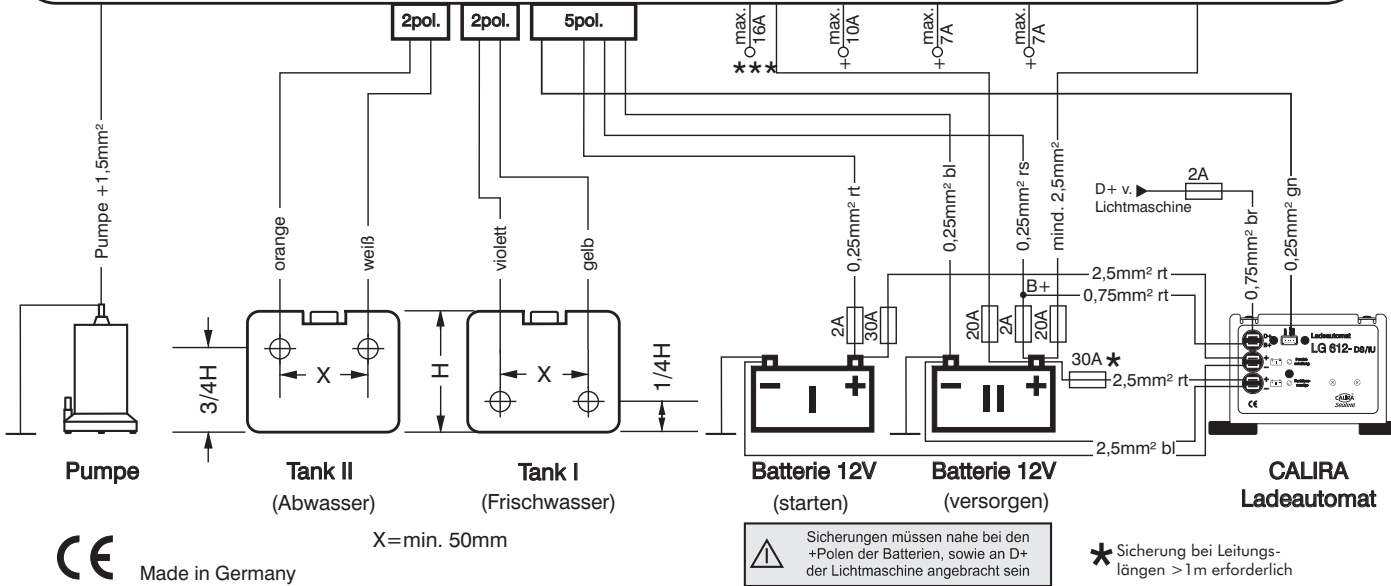 2pol.
2pol.
5pol.
max.
16A
***
max.
10A
+
max.
7A
+
max.
7A
+
Pumpe +1,5mm²
orange
weiß
violett
gelb
0,25mm² rt
0,25mm² bl
0,25mm² rs
mind. 2,5mm²
D+ v.
Lichtmaschine
2A
0,75mm² br
0,25mm² gn
2,5mm² rt
0,75mm² rt
B+
2A
30A
20A
2A
20A
30A *
2,5mm² rt
2,5mm² bl
3/4H
X
H
X
1/4H
– I +
– II +
D+
B+
Ladeautomat
LG 612-DS/IU
+
–
+
–
CE
CALIRA
Pumpe
Tank II
(Abwasser)
Tank I
(Frischwasser)
Batterie 12V
(starten)
Batterie 12V
(versorgen)
CALIRA
Ladeautomat
X=min. 50mm
CE Made in Germany
Sicherungen müssen nahe bei den
+Polen der Batterien, sowie an D+
der Lichtmaschine angebracht sein
* Sicherung bei Leitungs-
längen >1m erforderlich